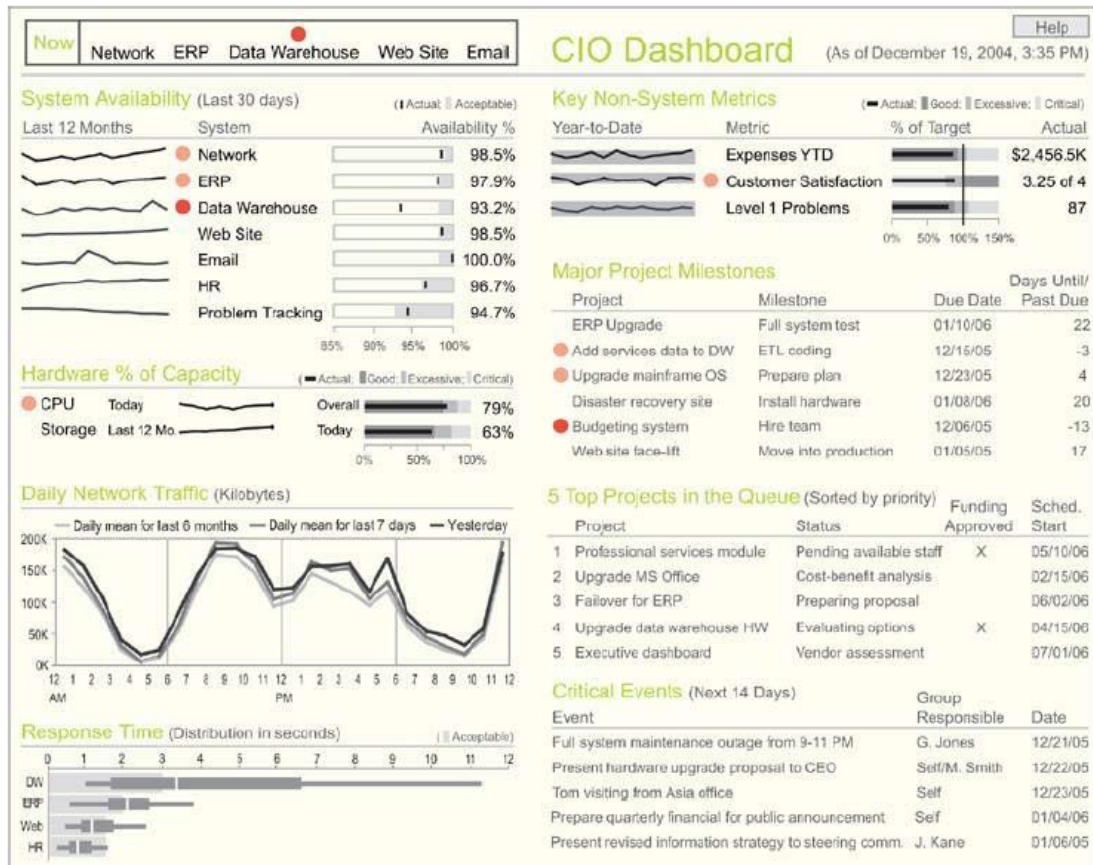 Now Network ERP Data Warehouse Web Site Email
CIO Dashboard
Help
(As of December 19, 2004, 3:35 PM)
System Availability (Last 30 days)
( Actual; Acceptable)
Last 12 Months System Availability %
Network 98.5%
ERP 97.9%
Data Warehouse 93.2%
Web Site 98.5%
Email 100.0%
HR 96.7%
Problem Tracking 94.7%
85% 90% 95% 100%
Hardware % of Capacity
( Actual; Good; Excessive; Critical)
CPU Today Overall 79%
Storage Last 12 Mo. Today 63%
0% 50% 100%
Daily Network Traffic (Kilobytes)
Daily mean for last 6 months Daily mean for last 7 days Yesterday
200K
150K
100K
50K
0K
12 1 2 3 4 5 6 7 8 9 10 11 12 1 2 3 4 5 6 7 8 9 10 11 12
AM PM
Response Time (Distribution in seconds)
( Acceptable)
0 1 2 3 4 5 6 7 8 9 10 11 12
DW
ERP
Web
HR
Key Non-System Metrics
( Actual; Good; Excessive; Critical)
Year-to-Date Metric % of Target Actual
Expenses YTD $2,456.5K
Customer Satisfaction 3.25 of 4
Level 1 Problems 87
0% 50% 100% 150%
Major Project Milestones
Days Until/
Project Milestone Due Date Past Due
ERP Upgrade Full system test 01/10/06 22
Add services data to DW ETL coding 12/16/05 -3
Upgrade mainframe OS Prepare plan 12/23/05 4
Disaster recovery site Install hardware 01/08/06 20
Budgeting system Hire team 12/06/05 -13
Web site face-lift Move into production 01/05/05 17
5 Top Projects in the Queue (Sorted by priority)
Funding Sched.
Project Status Approved Start
1 Professional services module Pending available staff X 05/10/06
2 Upgrade MS Office Cost-benefit analysis 02/15/06
3 Failover for ERP Preparing proposal 06/02/06
4 Upgrade data warehouse HW Evaluating options X 04/15/06
5 Executive dashboard Vendor assessment 07/01/06
Critical Events (Next 14 Days)
Group
Event Responsible Date
Full system maintenance outage from 9-11 PM G. Jones 12/21/05
Present hardware upgrade proposal to CEO Self/M. Smith 12/22/05
Tom visiting from Asia office Self 12/23/05
Prepare quarterly financial for public announcement Self 01/04/06
Present revised information strategy to steering comm. J. Kane 01/06/05